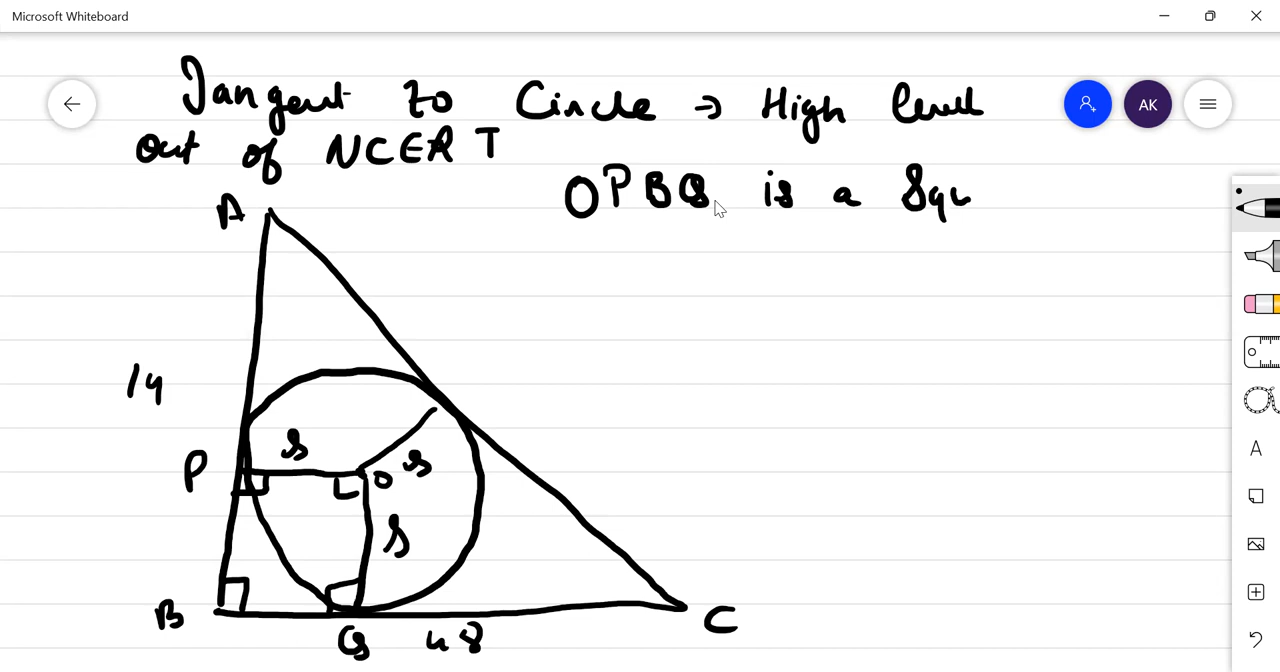 Microsoft Whiteboard
Tangent to Circle → High level
AK
out of NCERT
OPBQ is a Squ
A
14
P
s
s
O
s
B
Q
48
C
A